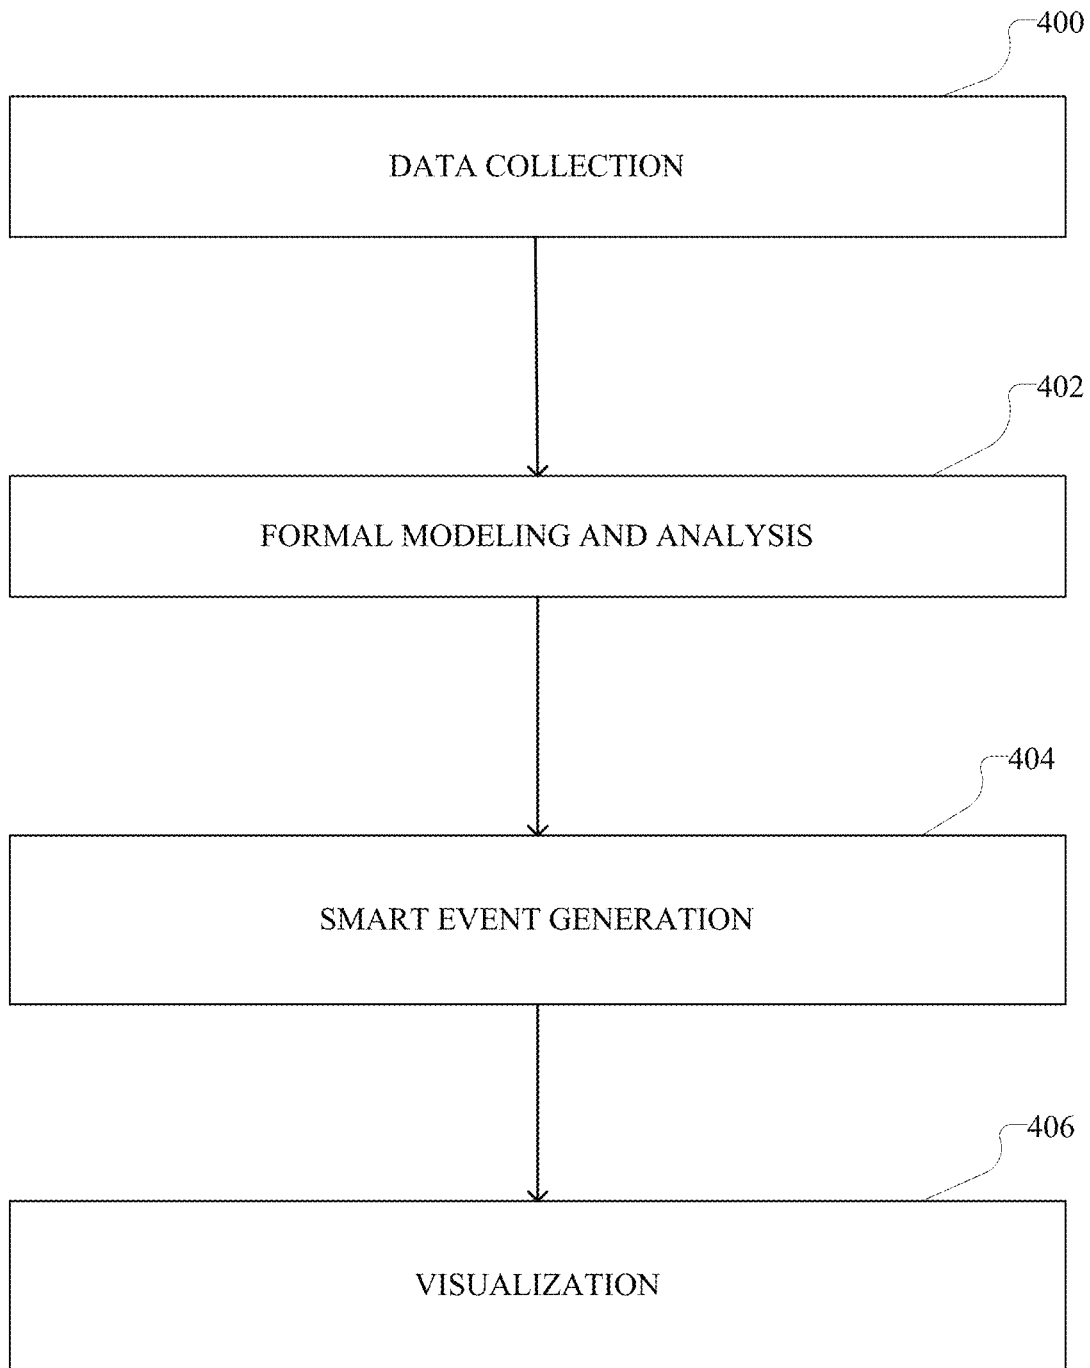 400
DATA COLLECTION
402
FORMAL MODELING AND ANALYSIS
404
SMART EVENT GENERATION
406
VISUALIZATION